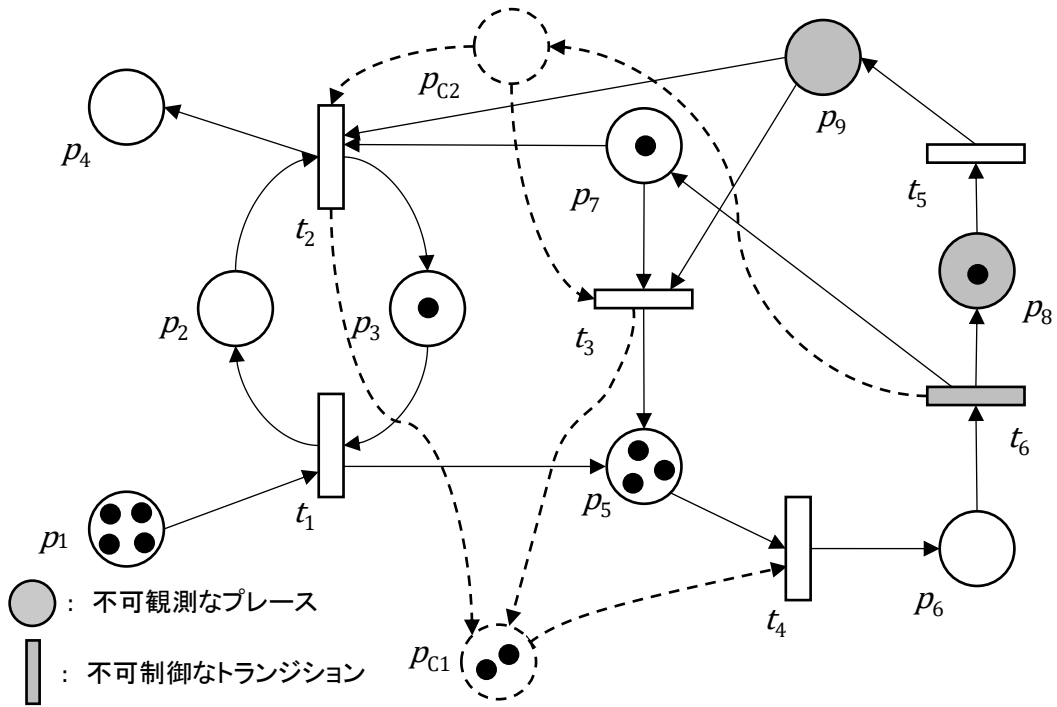 p_C2
p_9
p_4
t_5
p_7
t_2
p_2
p_3
p_8
t_3
t_6
p_5
t_1
p_1
p_6
t_4
： 不可観測なプレース
p_C1
： 不可制御なトランジション